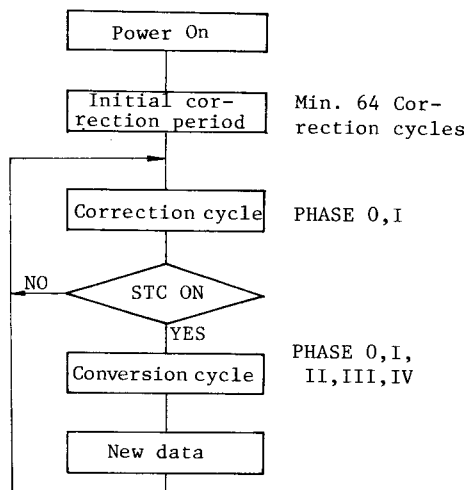 Power On
Initial cor-
rection period
Min. 64 Cor-
rection cycles
Correction cycle
PHASE 0,I
NO
STC ON
YES
Conversion cycle
PHASE 0,I,
II,III,IV
New data